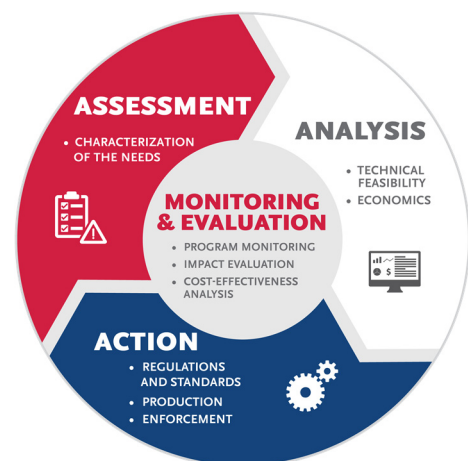 ASSESSMENT
• CHARACTERIZATION
OF THE NEEDS
ANALYSIS
• TECHNICAL
FEASIBILITY
• ECONOMICS
MONITORING
& EVALUATION
• PROGRAM MONITORING
• IMPACT EVALUATION
• COST-EFFECTIVENESS
ANALYSIS
$
ACTION
• REGULATIONS
AND STANDARDS
• PRODUCTION
• ENFORCEMENT